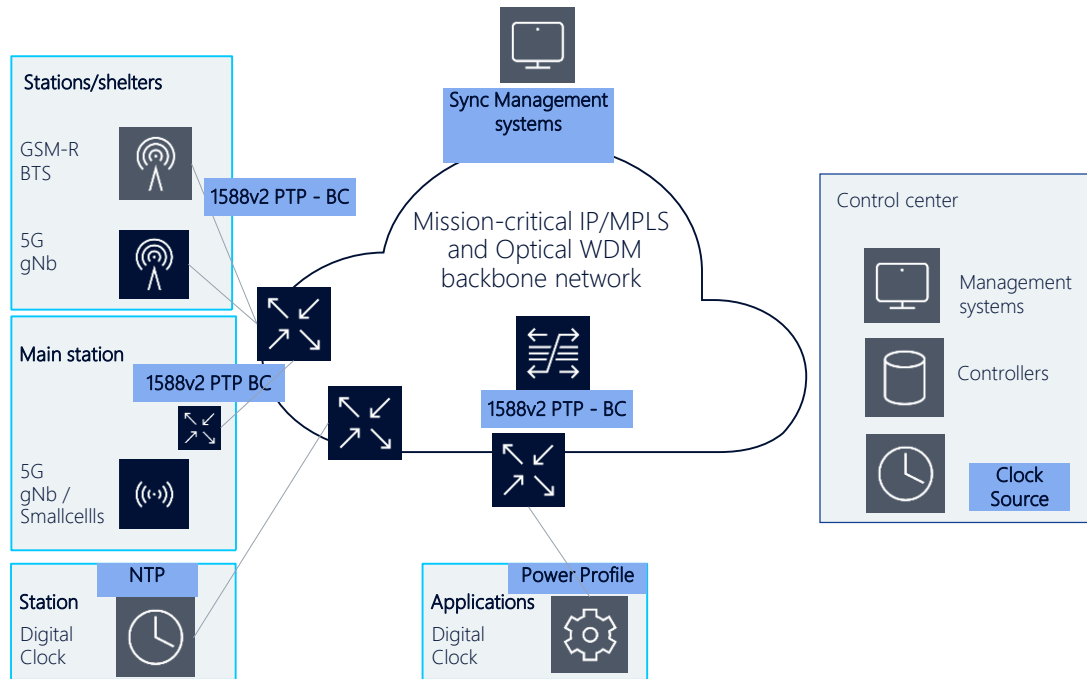 Sync Management
systems
Stations/shelters
GSM-R
BTS
1588v2 PTP - BC
5G
gNb
Mission-critical IP/MPLS
and Optical WDM
backbone network
Control center
Management
systems
Controllers
Clock
Source
Main station
1588v2 PTP BC
5G
gNb /
Smallcellls
1588v2 PTP - BC
NTP
Station
Digital
Clock
Power Profile
Applications
Digital
Clock